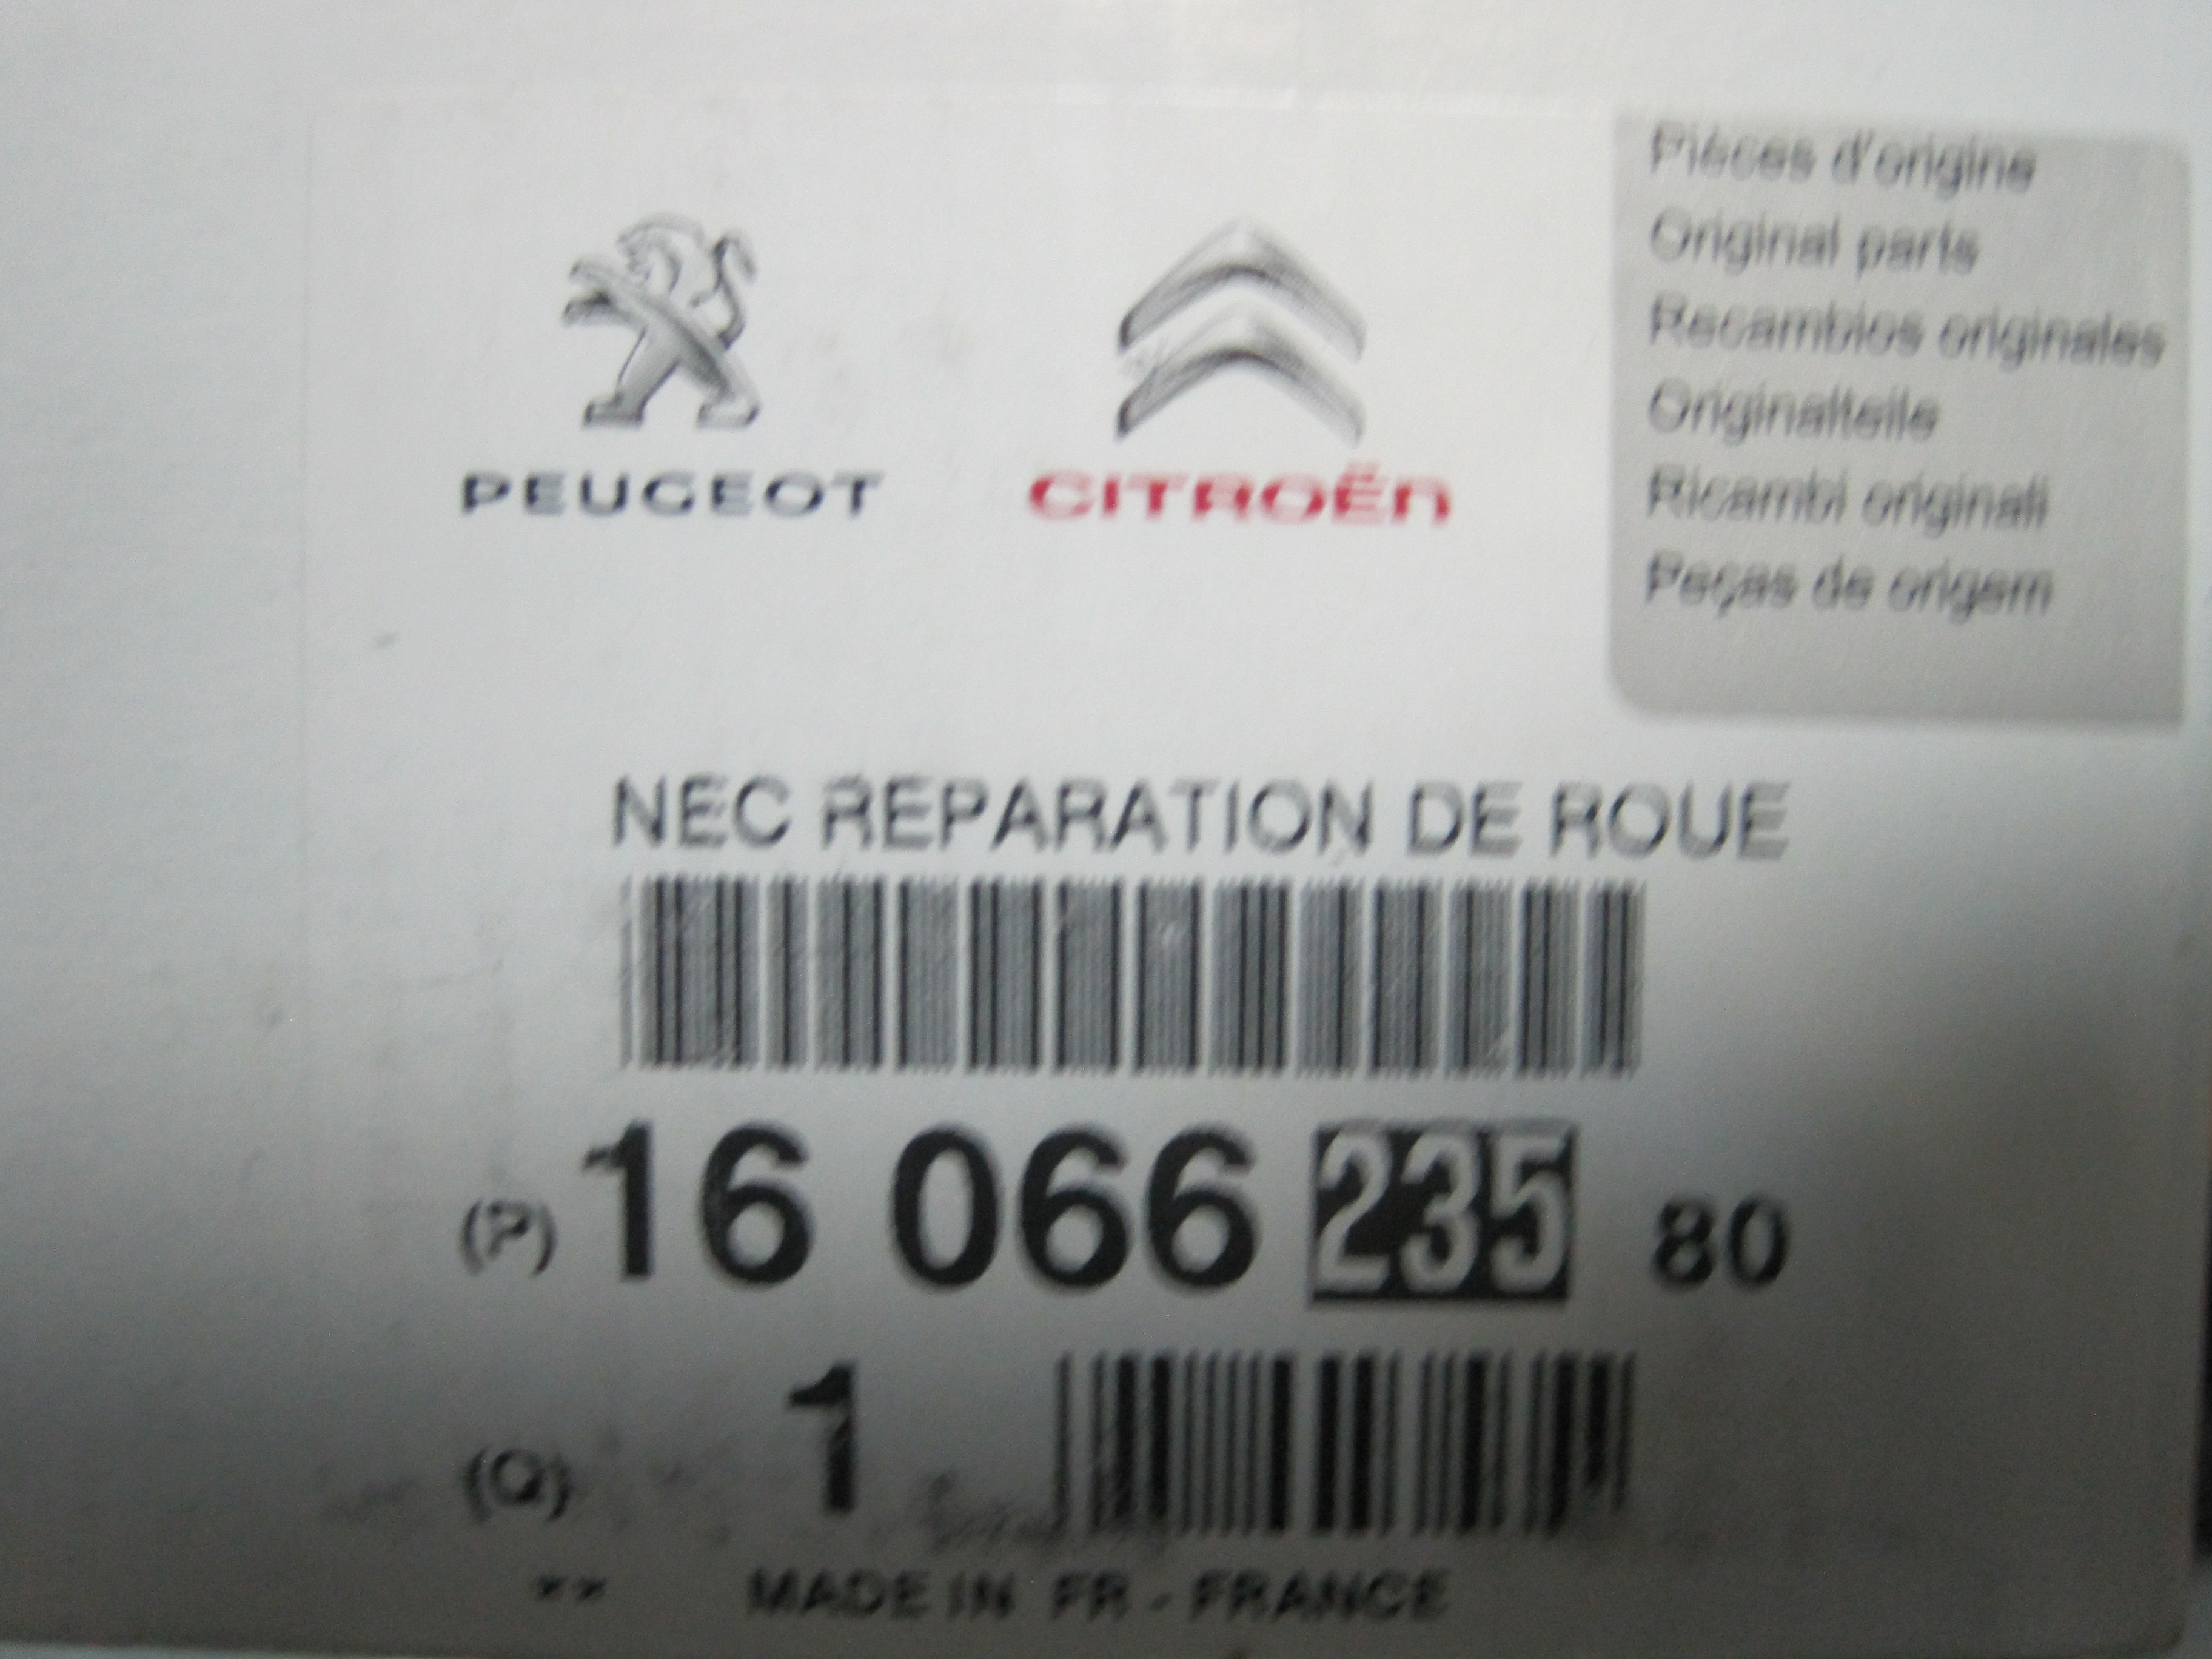 PEUGEOT
CITROËN
Pièces d'origine
Original parts
Recambios originales
Originalteile
Ricambi originali
Peças de origem
NEC REPARATION DE ROUE
(P) 16 066 235 80
(Q) 1
** MADE IN FR - FRANCE